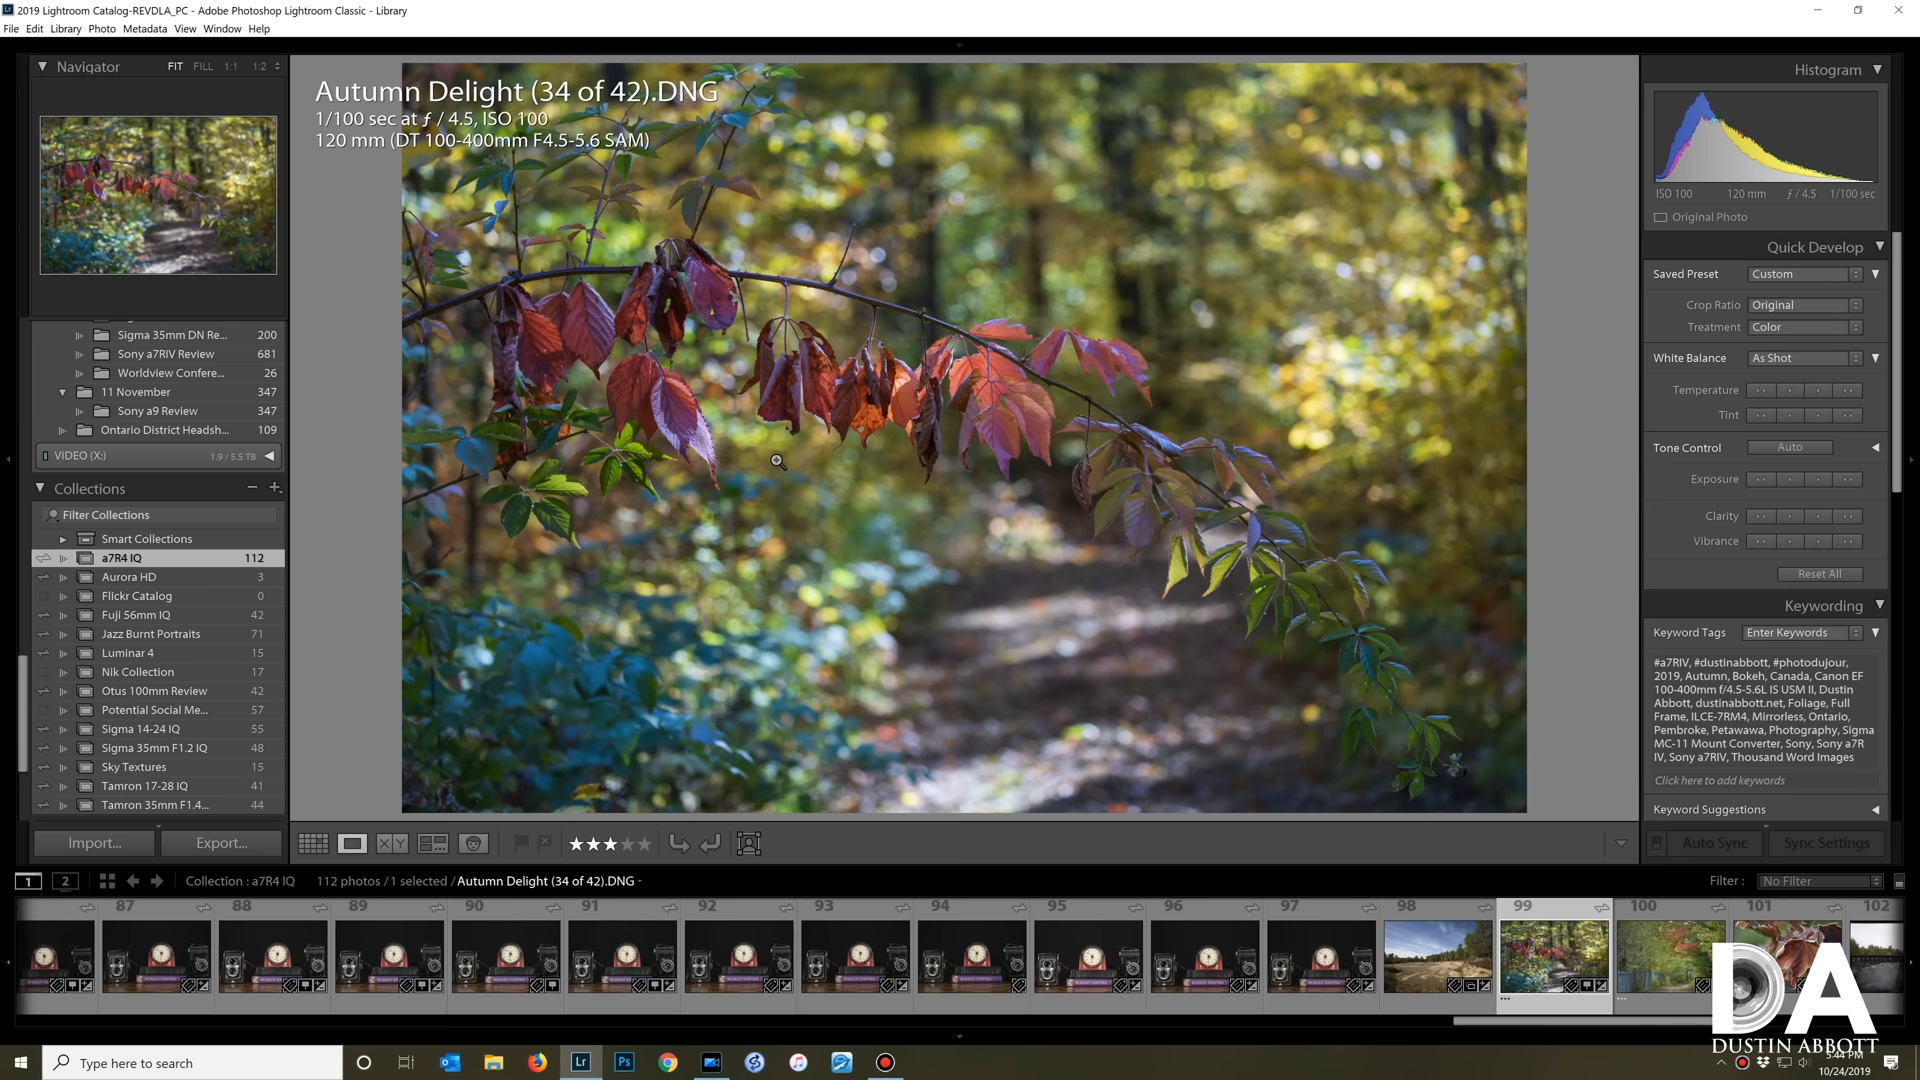 2019 Lightroom Catalog-REVDLA_PC - Adobe Photoshop Lightroom Classic - Library
File Edit Library Photo Metadata View Window Help
Navigator FIT FILL 1:1 1:2
Sigma 35mm DN Re... 200
Sony a7RIV Review 681
Worldview Confere... 26
11 November 347
Sony a9 Review 347
Ontario District Headsh... 109
VIDEO (X:) 1.9 / 5.5 TB
Collections
Filter Collections
Smart Collections
a7R4 IQ 112
Aurora HD 3
Flickr Catalog 0
Fuji 56mm IQ 42
Jazz Burnt Portraits 71
Luminar 4 15
Nik Collection 17
Otus 100mm Review 42
Potential Social Me... 57
Sigma 14-24 IQ 55
Sigma 35mm F1.2 IQ 48
Sky Textures 15
Tamron 17-28 IQ 41
Tamron 35mm F1.4... 44
Import... Export...
Autumn Delight (34 of 42).DNG
1/100 sec at ƒ / 4.5, ISO 100
120 mm (DT 100-400mm F4.5-5.6 SAM)
Histogram
ISO 100 120 mm ƒ / 4.5 1/100 sec
Original Photo
Quick Develop
Saved Preset Custom
Crop Ratio Original
Treatment Color
White Balance As Shot
Temperature
Tint
Tone Control Auto
Exposure
Clarity
Vibrance
Reset All
Keywording
Keyword Tags Enter Keywords
#a7RIV, #dustinabbott, #photodujour,
2019, Autumn, Bokeh, Canada, Canon EF
100-400mm f/4.5-5.6L IS USM II, Dustin
Abbott, dustinabbott.net, Foliage, Full
Frame, ILCE-7RM4, Mirrorless, Ontario,
Pembroke, Petawawa, Photography, Sigma
MC-11 Mount Converter, Sony, Sony a7R
IV, Sony a7RIV, Thousand Word Images
Click here to add keywords
Keyword Suggestions
Auto Sync Sync Settings
X Y
1 2 Collection : a7R4 IQ 112 photos / 1 selected / Autumn Delight (34 of 42).DNG Filter : No Filter
87 88 89 90 91 92 93 94 95 96 97 98 99 100 101 102
DA
DUSTIN ABBOTT
Type here to search
Lr Ps
5:44 PM
10/24/2019